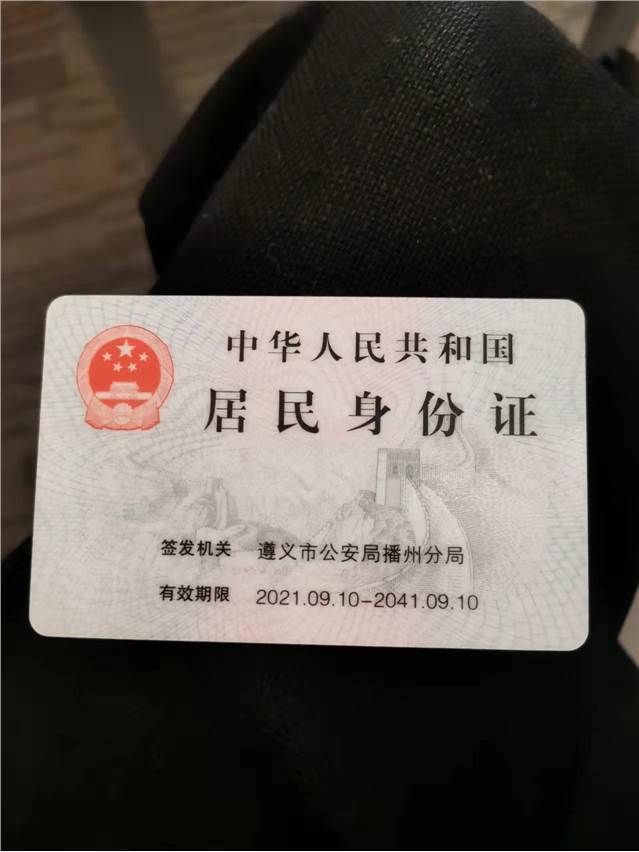 中华人民共和国
居民身份证
签发机关 遵义市公安局播州分局
有效期限 2021.09.10-2041.09.10